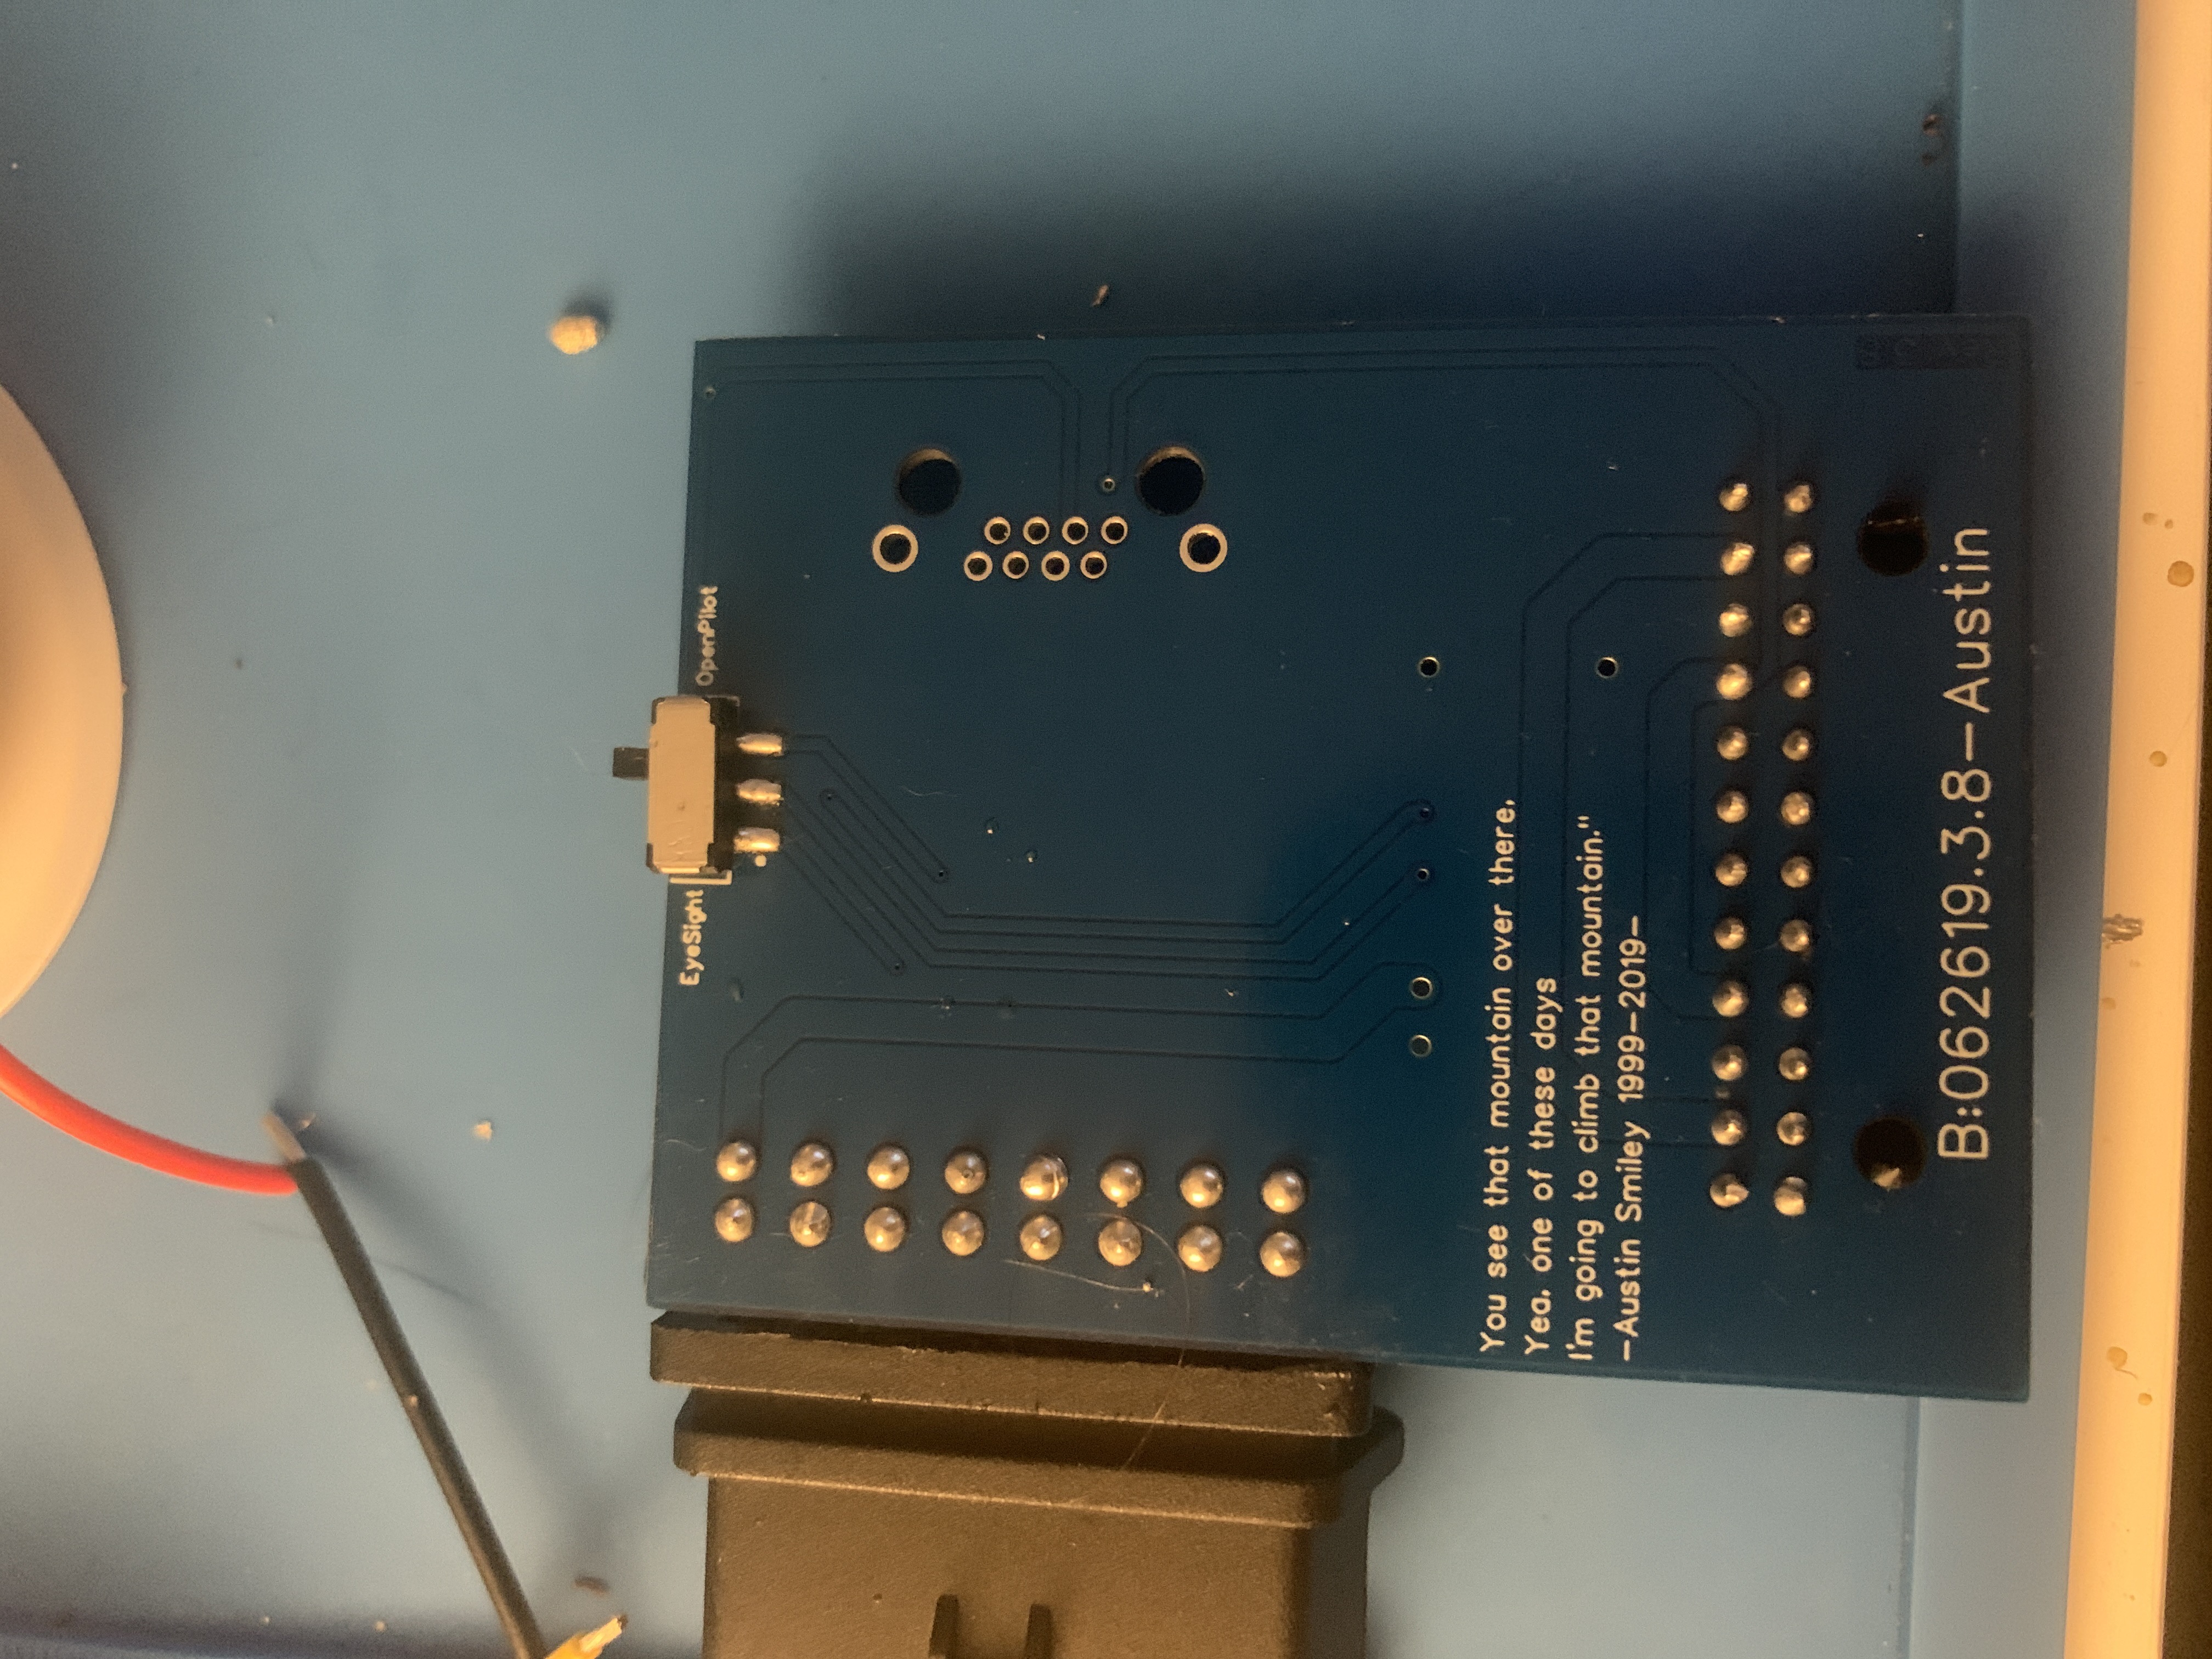 EyeSight
OpenPilot
You see that mountain over there.
Yea. one of these days
I'm going to climb that mountain."
-Austin Smiley 1999-2019-
B:062619.3.8-Austin